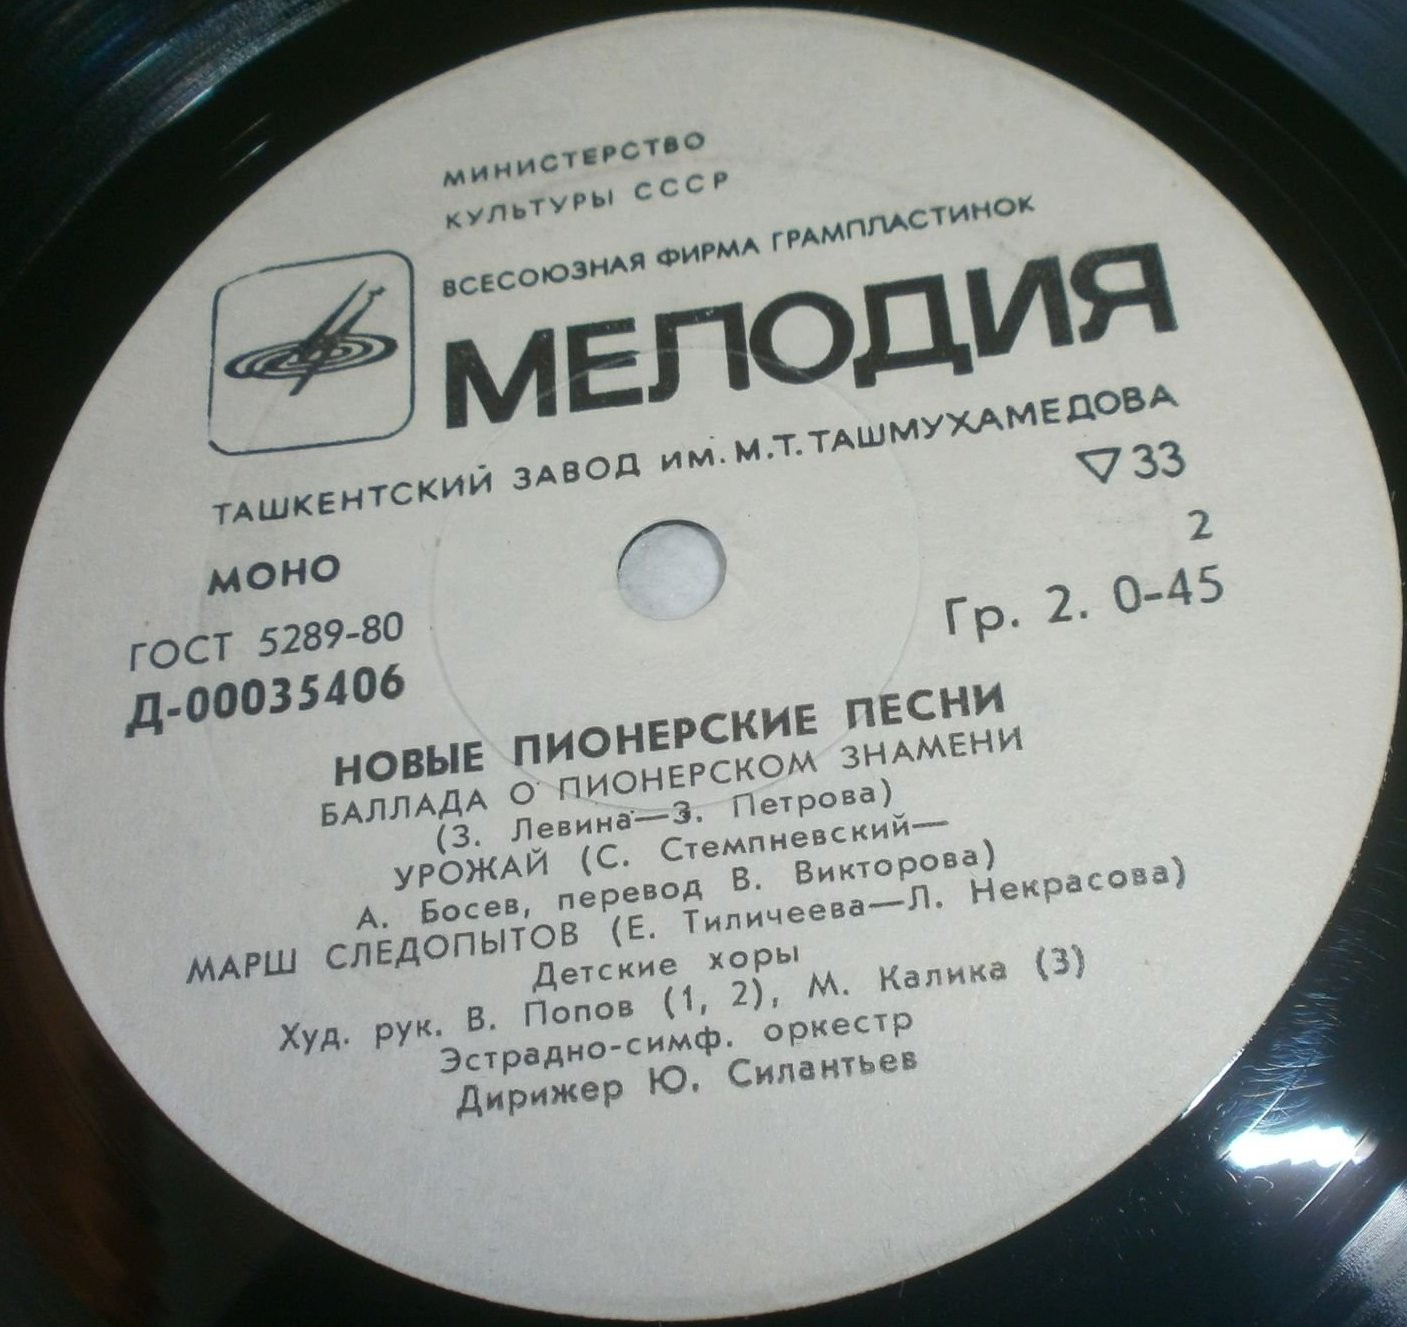 МИНИСТЕРСТВО
КУЛЬТУРЫ СССР
ВСЕСОЮЗНАЯ ФИРМА ГРАМПЛАСТИНОК
МЕЛОДИЯ
ТАШКЕНТСКИЙ ЗАВОД ИМ. М.Т. ТАШМУХАМЕДОВА
▽33
МОНО
2
ГОСТ 5289-80
Гр. 2. 0-45
Д-00035406
НОВЫЕ ПИОНЕРСКИЕ ПЕСНИ
БАЛЛАДА О ПИОНЕРСКОМ ЗНАМЕНИ
(З. Левина—З. Петрова)
УРОЖАЙ (С. Стемпневский—
А. Босев, перевод В. Викторова)
МАРШ СЛЕДОПЫТОВ (Е. Тиличеева—Л. Некрасова)
Детские хоры
Худ. рук. В. Попов (1, 2), М. Калика (3)
Эстрадно-симф. оркестр
Дирижер Ю. Силантьев